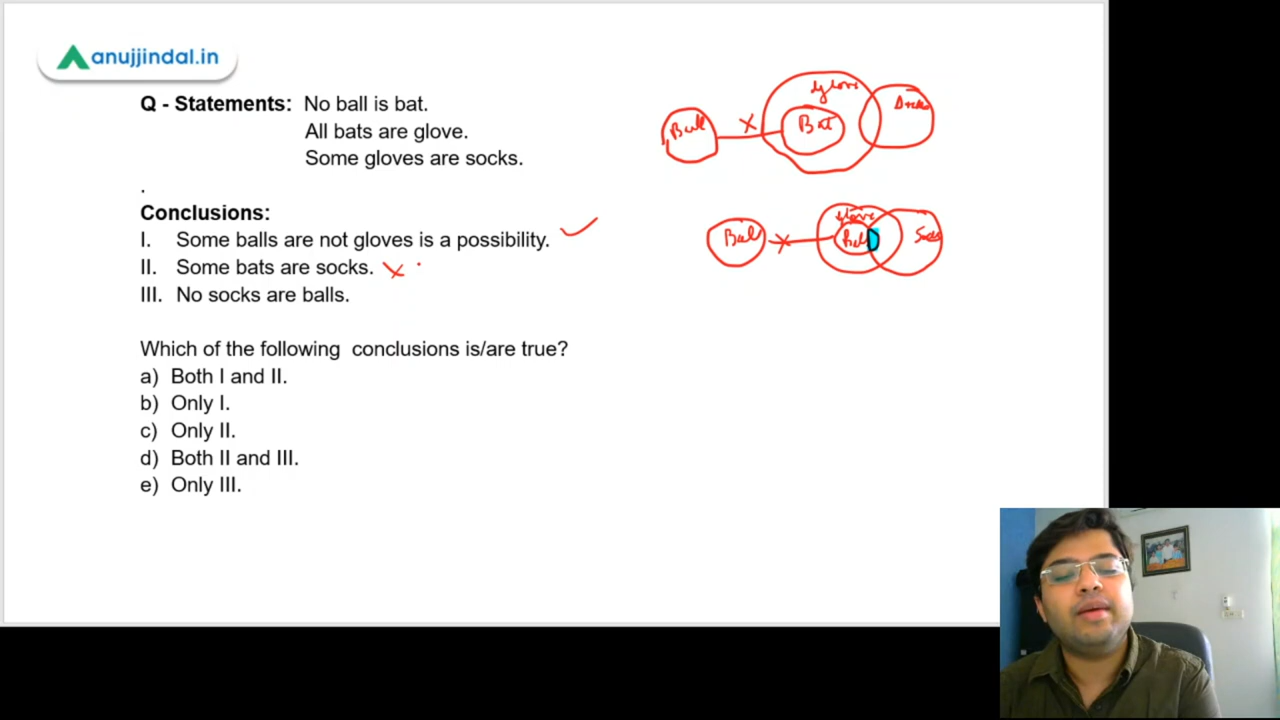 anujjindal.in
Q - Statements: No ball is bat.
All bats are glove.
Some gloves are socks.
.
Conclusions:
I. Some balls are not gloves is a possibility.
II. Some bats are socks.
III. No socks are balls.
Which of the following conclusions is/are true?
a) Both I and II.
b) Only I.
c) Only II.
d) Both II and III.
e) Only III.
Ball
glove
Bat
Ball
glove